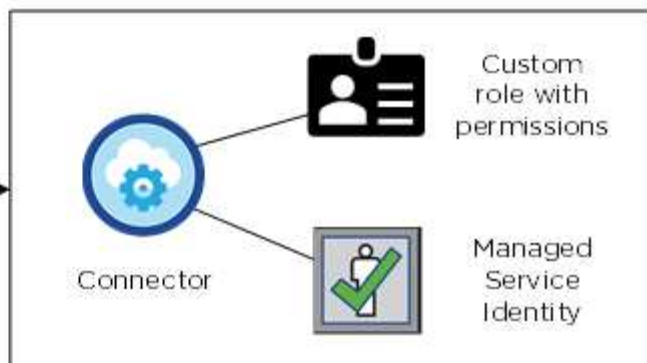 Custom
role with
permissions
Connector
Managed
Service
Identity